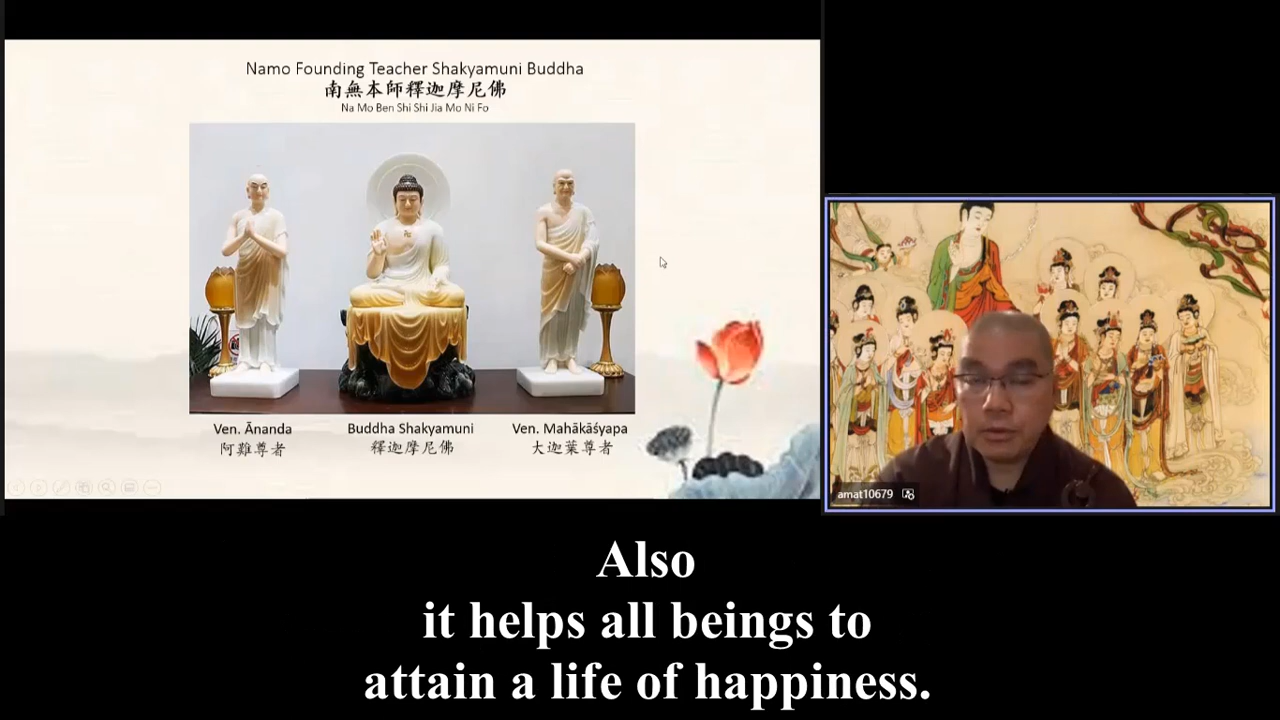 Namo Founding Teacher Shakyamuni Buddha
南無本師釋迦摩尼佛
Na Mo Ben Shi Shi Jia Mo Ni Fo
Ven. Ānanda
阿難尊者
Buddha Shakyamuni
釋迦摩尼佛
Ven. Mahākāśyapa
大迦葉尊者
amat10679
Also
it helps all beings to
attain a life of happiness.